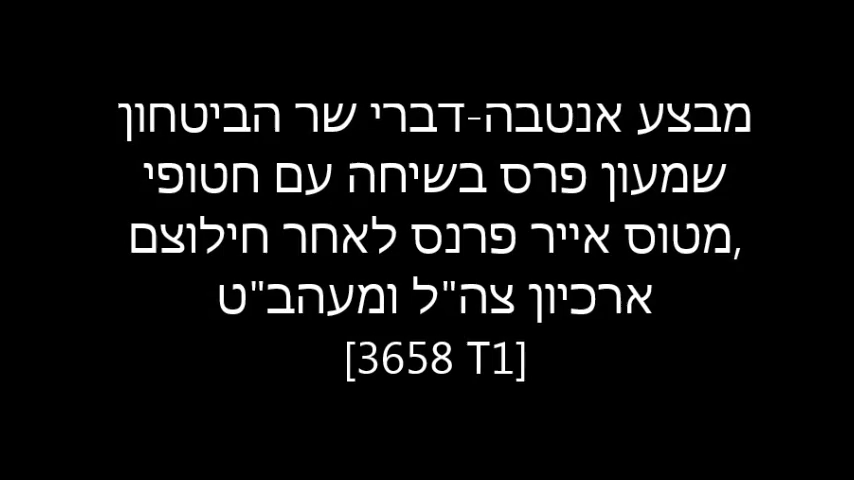 מבצע אנטבה-דברי שר הביטחון
שמעון פרס בשיחה עם חטופי
,מטוס אייר פרנס לאחר חילוצם
ארכיון צה"ל ומעהב"ט
[3658 T1]